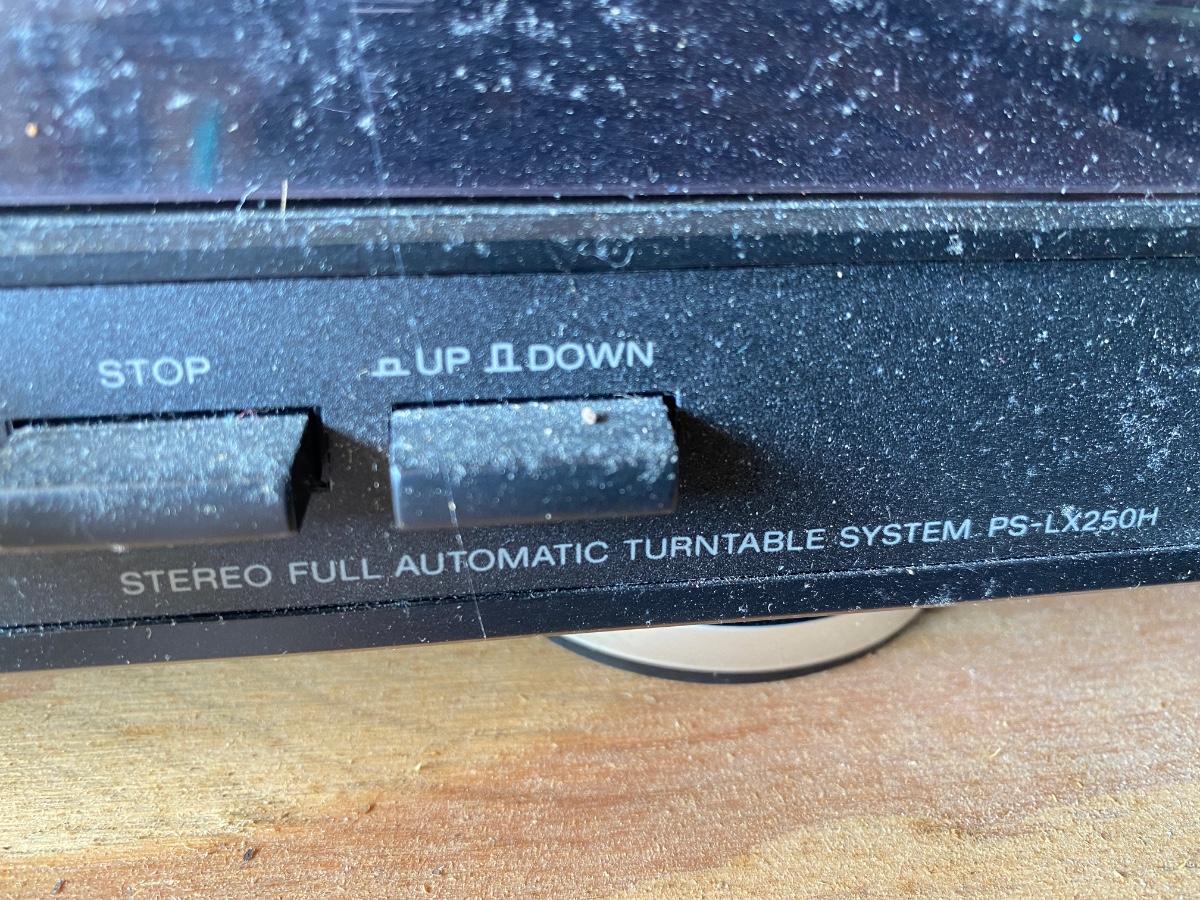 STOP
UP DOWN
STEREO FULL AUTOMATIC TURNTABLE SYSTEM PS-LX250H